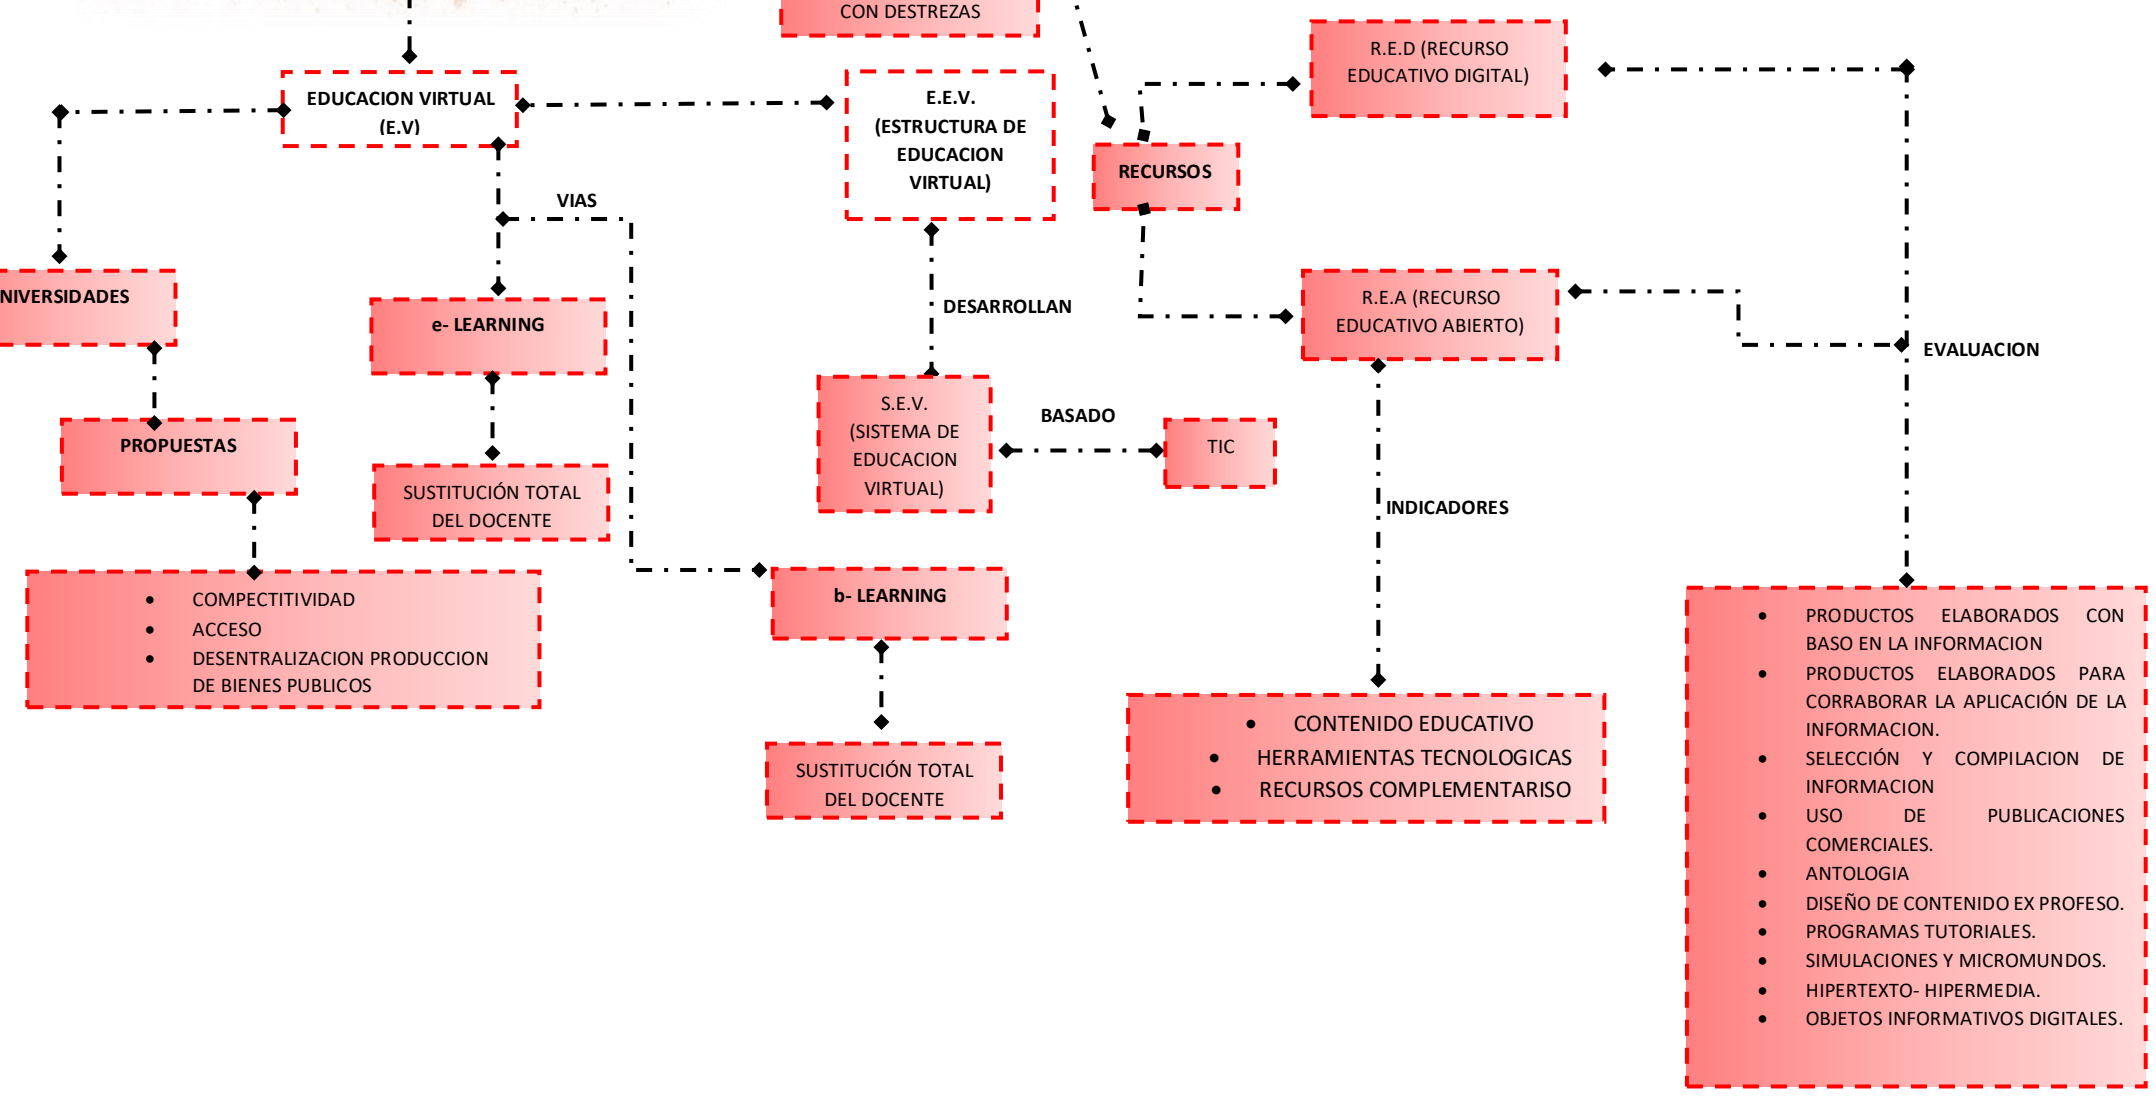 CON DESTREZAS
R.E.D (RECURSO
EDUCATIVO DIGITAL)
EDUCACION VIRTUAL
(E.V)
E.E.V.
(ESTRUCTURA DE
EDUCACION
VIRTUAL)
RECURSOS
VIAS
NIVERSIDADES
e- LEARNING
DESARROLLAN
R.E.A (RECURSO
EDUCATIVO ABIERTO)
EVALUACION
PROPUESTAS
SUSTITUCIÓN TOTAL
DEL DOCENTE
S.E.V.
(SISTEMA DE
EDUCACION
VIRTUAL)
BASADO
TIC
INDICADORES
• COMPECTITIVIDAD
• ACCESO
• DESENTRALIZACION PRODUCCION
DE BIENES PUBLICOS
b- LEARNING
SUSTITUCIÓN TOTAL
DEL DOCENTE
• CONTENIDO EDUCATIVO
• HERRAMIENTAS TECNOLOGICAS
• RECURSOS COMPLEMENTARISO
• PRODUCTOS ELABORADOS CON
BASO EN LA INFORMACION
• PRODUCTOS ELABORADOS PARA
CORRABORAR LA APLICACIÓN DE LA
INFORMACION.
• SELECCIÓN Y COMPILACION DE
INFORMACION
• USO DE PUBLICACIONES
COMERCIALES.
• ANTOLOGIA
• DISEÑO DE CONTENIDO EX PROFESO.
• PROGRAMAS TUTORIALES.
• SIMULACIONES Y MICROMUNDOS.
• HIPERTEXTO- HIPERMEDIA.
• OBJETOS INFORMATIVOS DIGITALES.